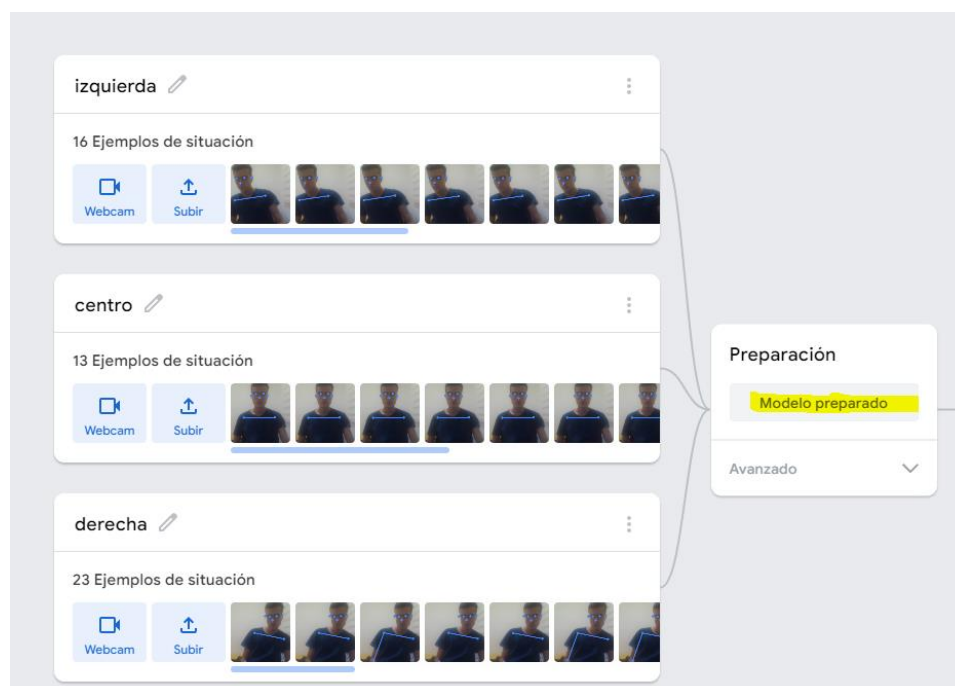 izquierda
16 Ejemplos de situación
Webcam
Subir
centro
13 Ejemplos de situación
Webcam
Subir
derecha
23 Ejemplos de situación
Webcam
Subir
Preparación
Modelo preparado
Avanzado